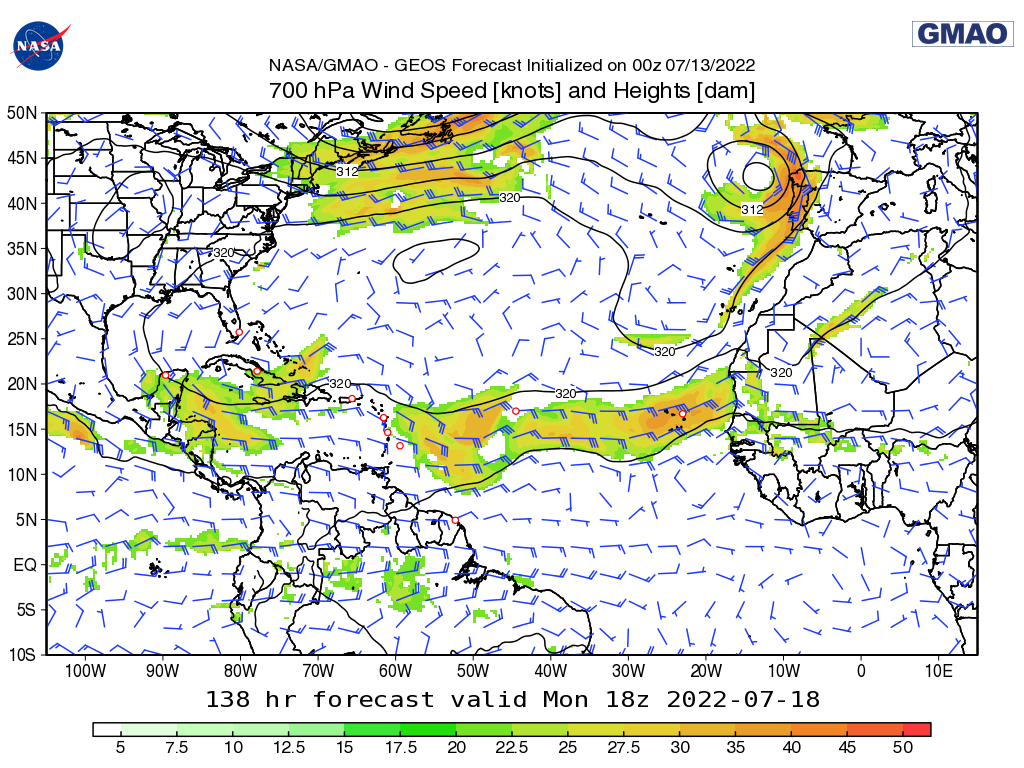 NASA
GMAO
NASA/GMAO - GEOS Forecast Initialized on 00z 07/13/2022
700 hPa Wind Speed [knots] and Heights [dam]
50N
45N
40N
35N
30N
25N
20N
15N
10N
5N
EQ
5S
10S
312
320
312
320
320
320
320
320
100W 90W 80W 70W 60W 50W 40W 30W 20W 10W 0 10E
138 hr forecast valid Mon 18z 2022-07-18
5 7.5 10 12.5 15 17.5 20 22.5 25 27.5 30 35 40 45 50